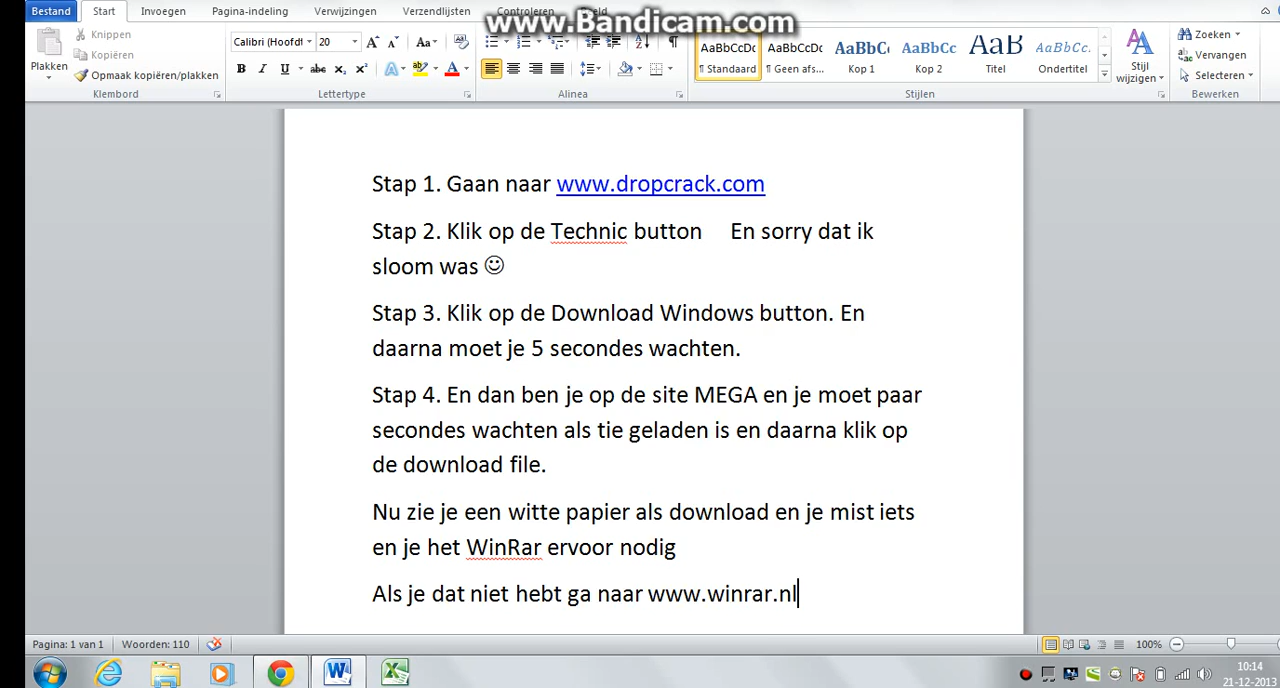 www.Bandicam.com
Bestand Start Invoegen Pagina-indeling Verwijzingen Verzendlijsten Controleren
Plakken
Knippen
Kopiëren
Opmaak kopiëren/plakken
Klembord
Calibri (Hoofdt 20
Lettertype
Alinea
AaBbCcDc AaBbCcDc AaBbC AaBbCc AaB AaBbCc.
¶ Standaard ¶ Geen afs... Kop 1 Kop 2 Titel Ondertitel
Stijlen
Stijl
wijzigen
Zoeken
Vervangen
Selecteren
Bewerken
Stap 1. Gaan naar www.dropcrack.com
Stap 2. Klik op de Technic button En sorry dat ik
sloom was ☺
Stap 3. Klik op de Download Windows button. En
daarna moet je 5 secondes wachten.
Stap 4. En dan ben je op de site MEGA en je moet paar
secondes wachten als tie geladen is en daarna klik op
de download file.
Nu zie je een witte papier als download en je mist iets
en je het WinRar ervoor nodig
Als je dat niet hebt ga naar www.winrar.nl
Pagina: 1 van 1 Woorden: 110 100%
10:14
21-12-2013